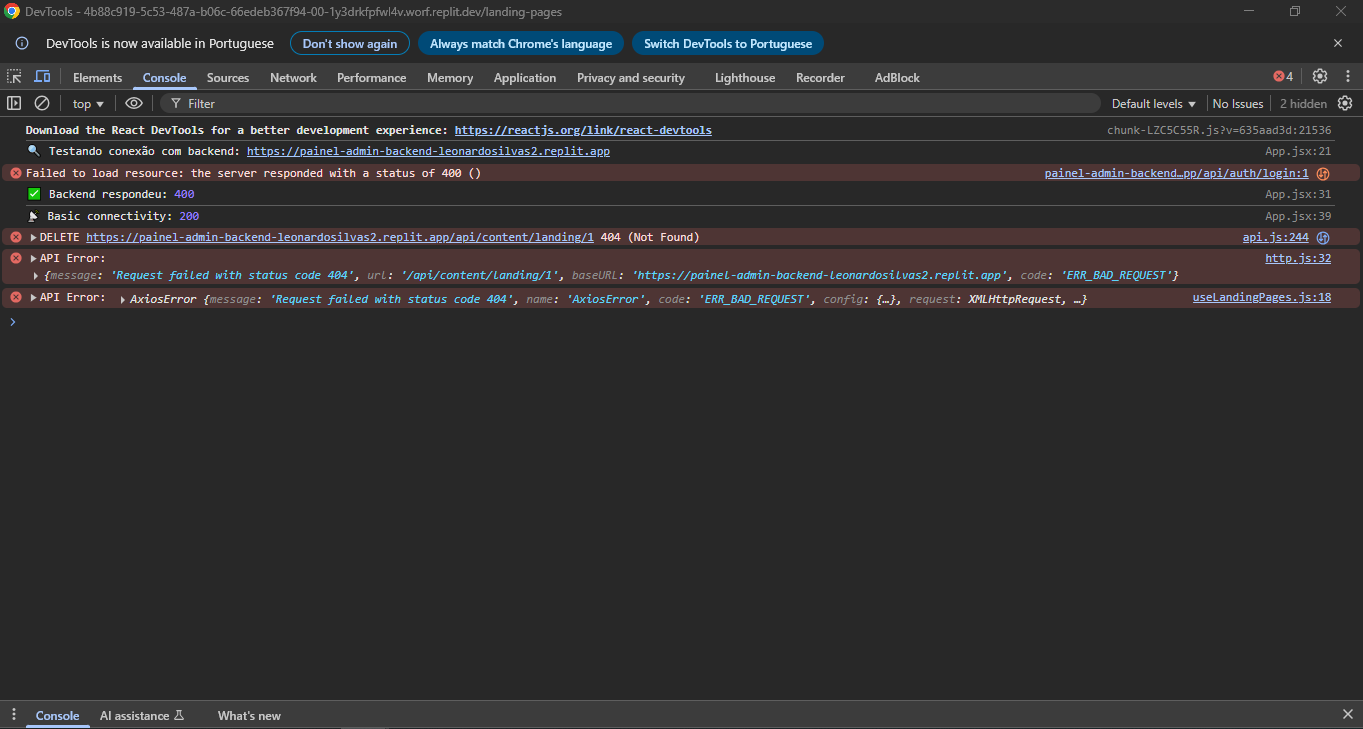 DevTools - 4b88c919-5c53-487a-b06c-66edeb367f94-00-1y3drkfpfwl4v.worf.replit.dev/landing-pages
DevTools is now available in Portuguese Don't show again Always match Chrome's language Switch DevTools to Portuguese
Elements Console Sources Network Performance Memory Application Privacy and security Lighthouse Recorder AdBlock 4
top Filter Default levels No Issues 2 hidden
Download the React DevTools for a better development experience: https://reactjs.org/link/react-devtools chunk-LZC5C55R.js?v=635aad3d:21536
Testando conexão com backend: https://painel-admin-backend-leonardosilvas2.replit.app App.jsx:21
Failed to load resource: the server responded with a status of 400 () painel-admin-backend…pp/api/auth/login:1
Backend respondeu: 400 App.jsx:31
Basic connectivity: 200 App.jsx:39
DELETE https://painel-admin-backend-leonardosilvas2.replit.app/api/content/landing/1 404 (Not Found) api.js:244
API Error: http.js:32
{message: 'Request failed with status code 404', url: '/api/content/landing/1', baseURL: 'https://painel-admin-backend-leonardosilvas2.replit.app', code: 'ERR_BAD_REQUEST'}
API Error: AxiosError {message: 'Request failed with status code 404', name: 'AxiosError', code: 'ERR_BAD_REQUEST', config: {…}, request: XMLHttpRequest, …} useLandingPages.js:18
Console AI assistance What's new